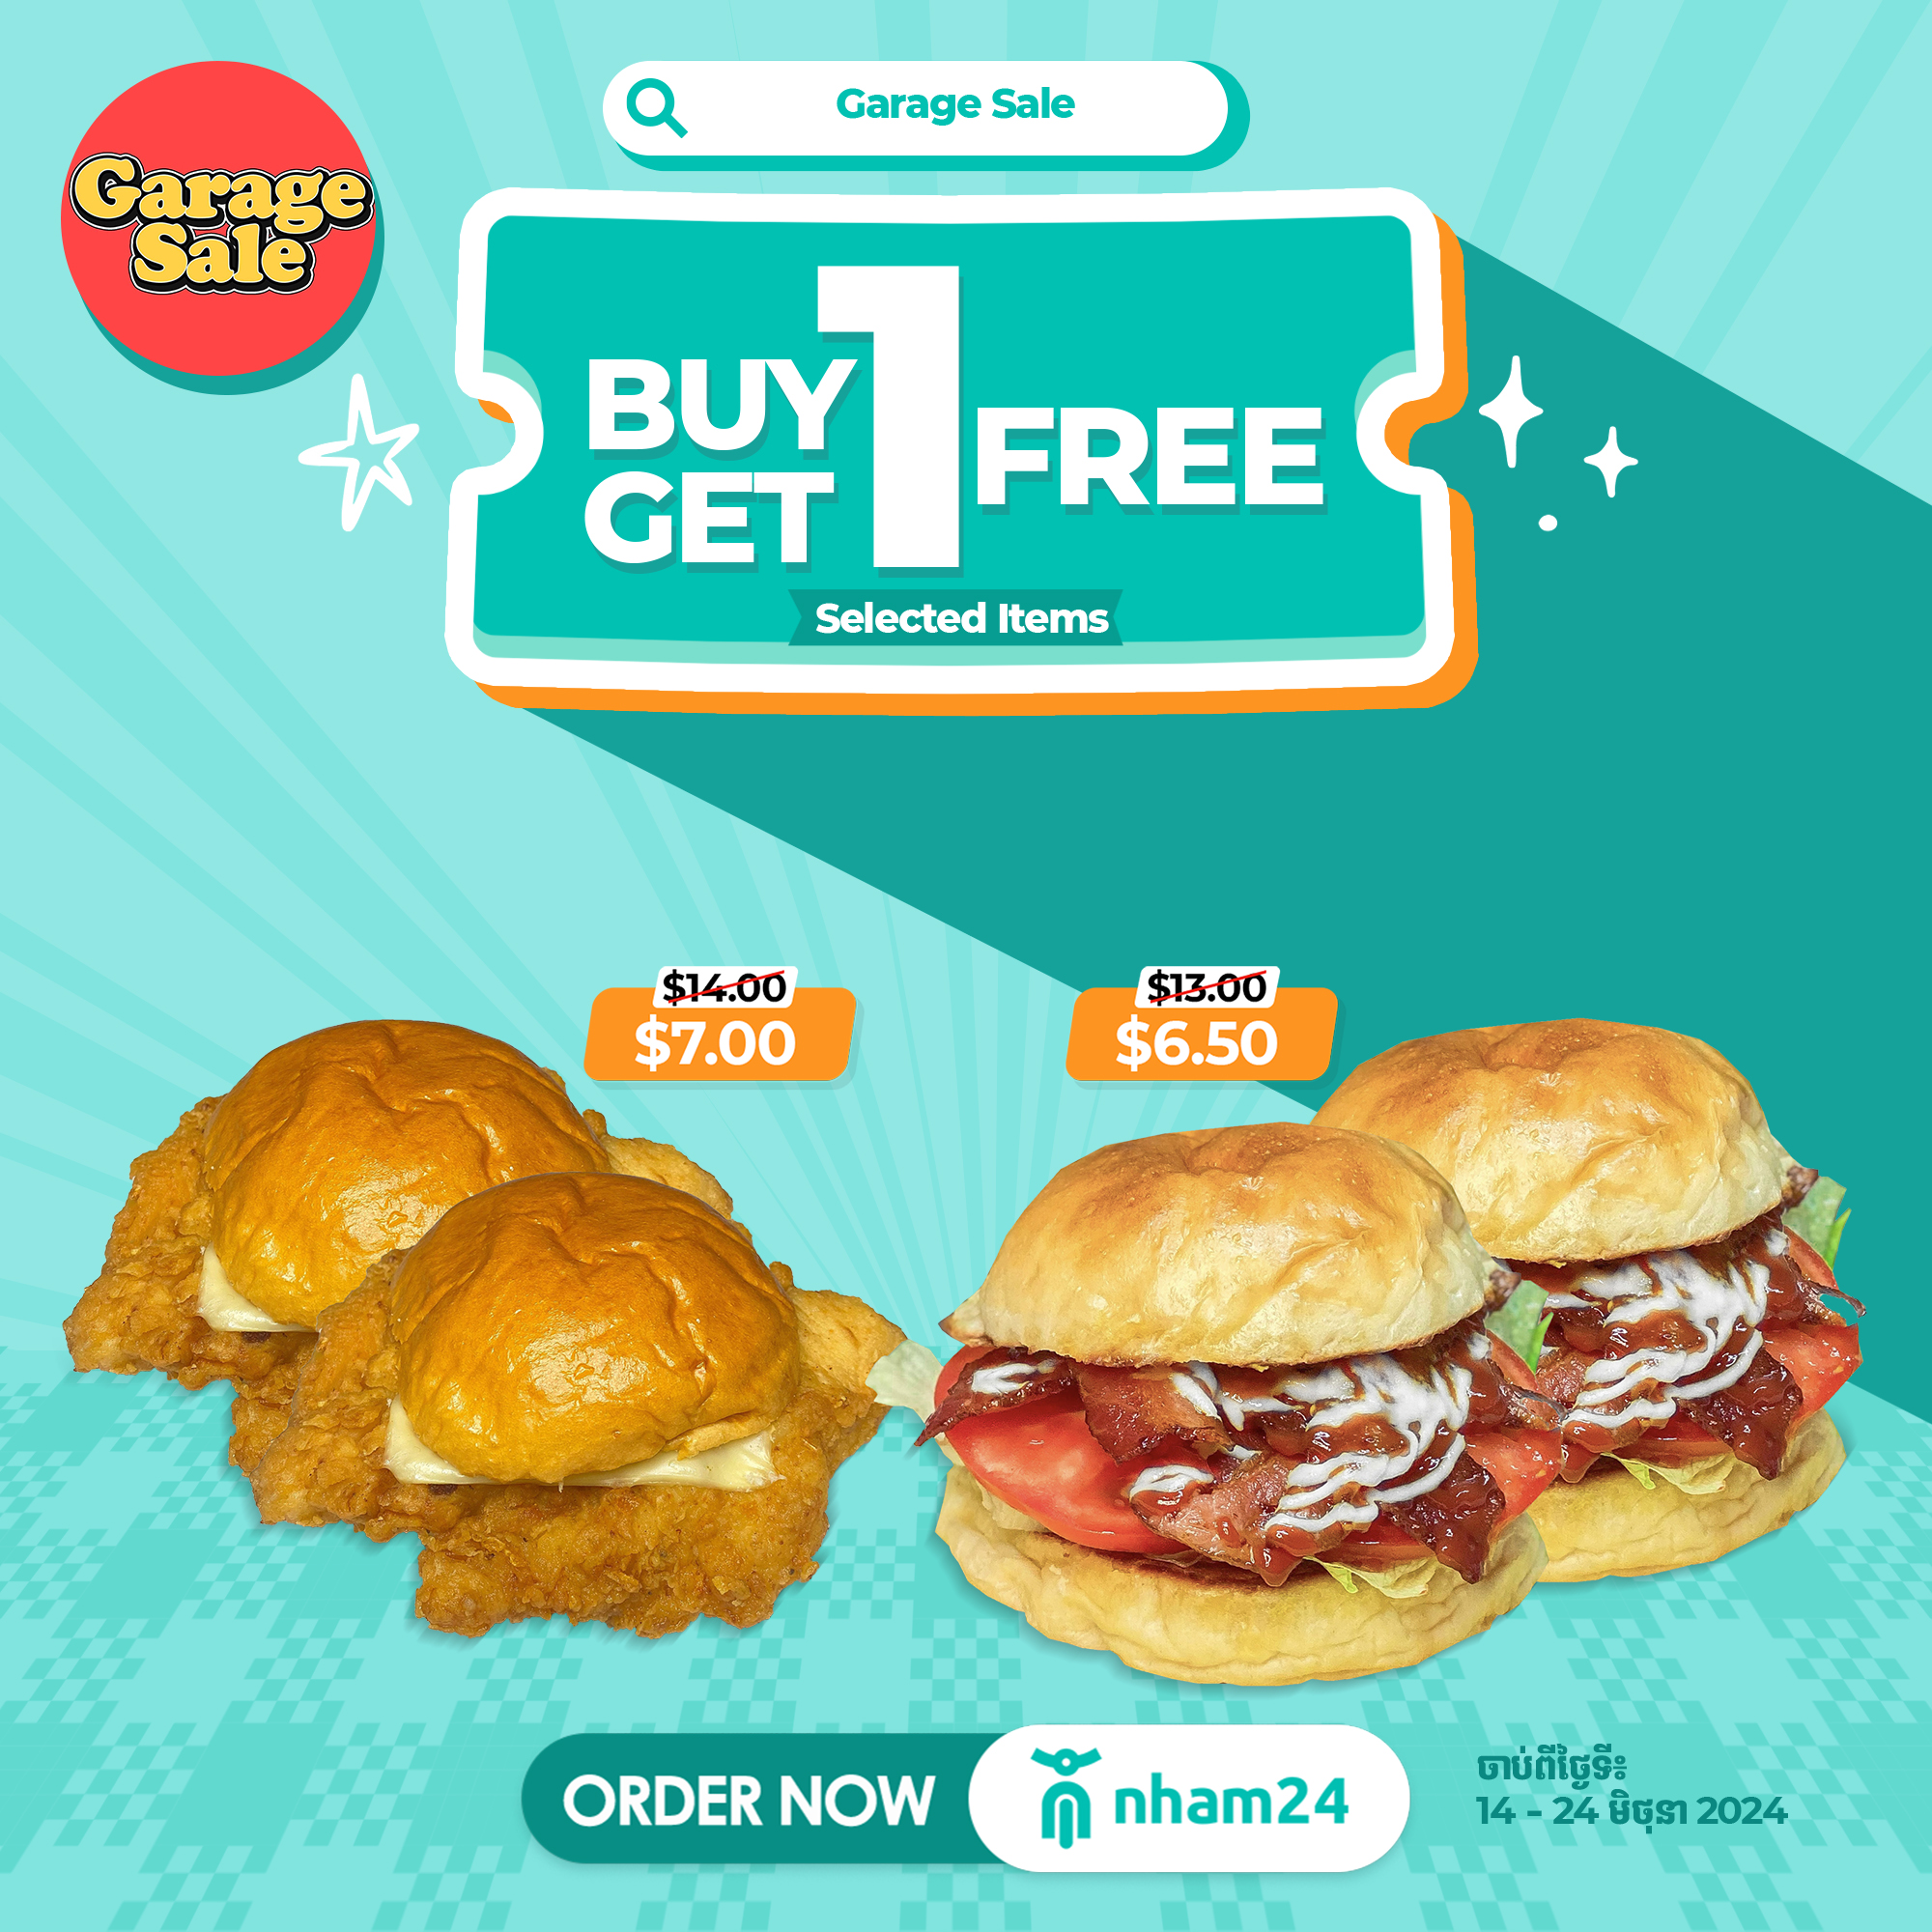 Garage
Sale
Garage Sale
BUY 1 FREE
GET
Selected Items
$14.00
$7.00
$13.00
$6.50
ORDER NOW
nham24
ចាប់ពីថ្ងៃទី៖
14 - 24 មិថុនា 2024